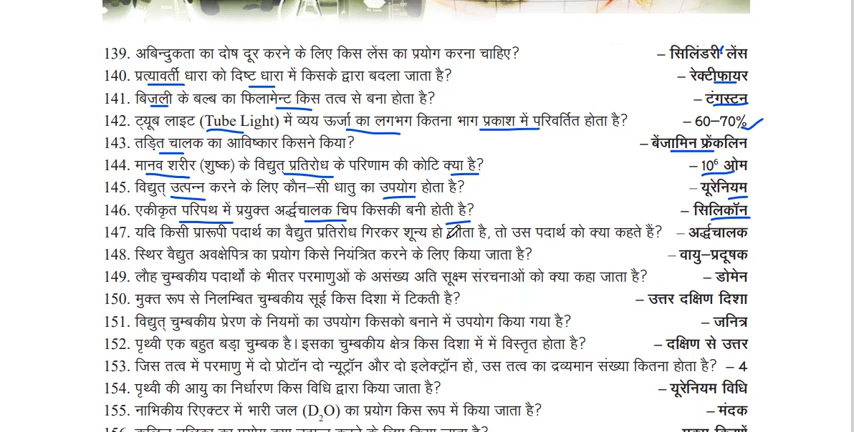 139. अबिन्दुकता का दोष दूर करने के लिए किस लेंस का प्रयोग करना चाहिए? – सिलिंडरी लेंस
140. प्रत्यावर्ती धारा को दिष्ट धारा में किसके द्वारा बदला जाता है? – रेक्टीफायर
141. बिजली के बल्ब का फिलामेन्ट किस तत्व से बना होता है? – टंगस्टन
142. ट्यूब लाइट (Tube Light) में व्यय ऊर्जा का लगभग कितना भाग प्रकाश में परिवर्तित होता है? – 60–70%
143. तड़ित चालक का आविष्कार किसने किया? – बेंजामिन फ्रेंकलिन
144. मानव शरीर (शुष्क) के विद्युत् प्रतिरोध के परिणाम की कोटि क्या है? – 10⁶ ओम
145. विद्युत् उत्पन्न करने के लिए कौन–सी धातु का उपयोग होता है? – यूरेनियम
146. एकीकृत परिपथ में प्रयुक्त अर्द्धचालक चिप किसकी बनी होती है? – सिलिकॉन
147. यदि किसी प्रारूपी पदार्थ का वैद्युत प्रतिरोध गिरकर शून्य हो जाता है, तो उस पदार्थ को क्या कहते हैं? – अर्द्धचालक
148. स्थिर वैद्युत अवक्षेपित्र का प्रयोग किसे नियंत्रित करने के लिए किया जाता है? – वायु–प्रदूषक
149. लौह चुम्बकीय पदार्थों के भीतर परमाणुओं के असंख्य अति सूक्ष्म संरचनाओं को क्या कहा जाता है? – डोमेन
150. मुक्त रूप से निलम्बित चुम्बकीय सूई किस दिशा में टिकती है? – उत्तर दक्षिण दिशा
151. विद्युत् चुम्बकीय प्रेरण के नियमों का उपयोग किसको बनाने में उपयोग किया गया है? – जनित्र
152. पृथ्वी एक बहुत बड़ा चुम्बक है। इसका चुम्बकीय क्षेत्र किस दिशा में में विस्तृत होता है? – दक्षिण से उत्तर
153. जिस तत्व में परमाणु में दो प्रोटॉन दो न्यूट्रॉन और दो इलेक्ट्रॉन हों, उस तत्व का द्रव्यमान संख्या कितना होता है? – 4
154. पृथ्वी की आयु का निर्धारण किस विधि द्वारा किया जाता है? – यूरेनियम विधि
155. नाभिकीय रिएक्टर में भारी जल (D₂O) का प्रयोग किस रूप में किया जाता है? – मंदक